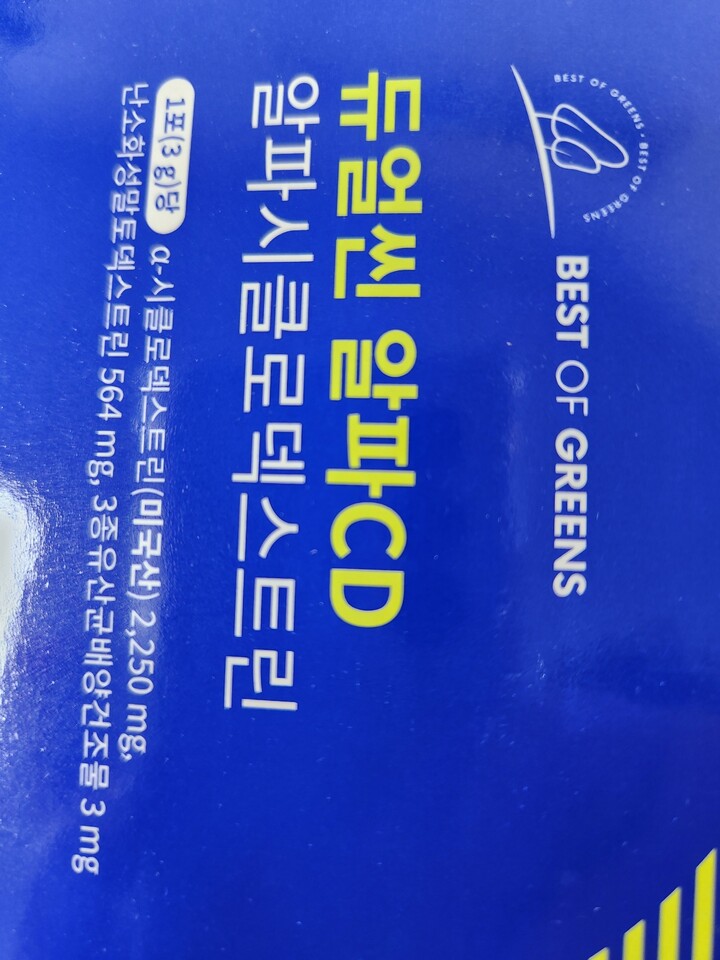 BEST OF GREENS · BEST OF GREENS
BEST OF GREENS
듀얼씬 알파CD
알파시클로덱스트린
1포(3 g)당 α-시클로덱스트린(미국산) 2,250 mg,
난소화성말토덱스트린 564 mg, 3종유산균배양건조물 3 mg